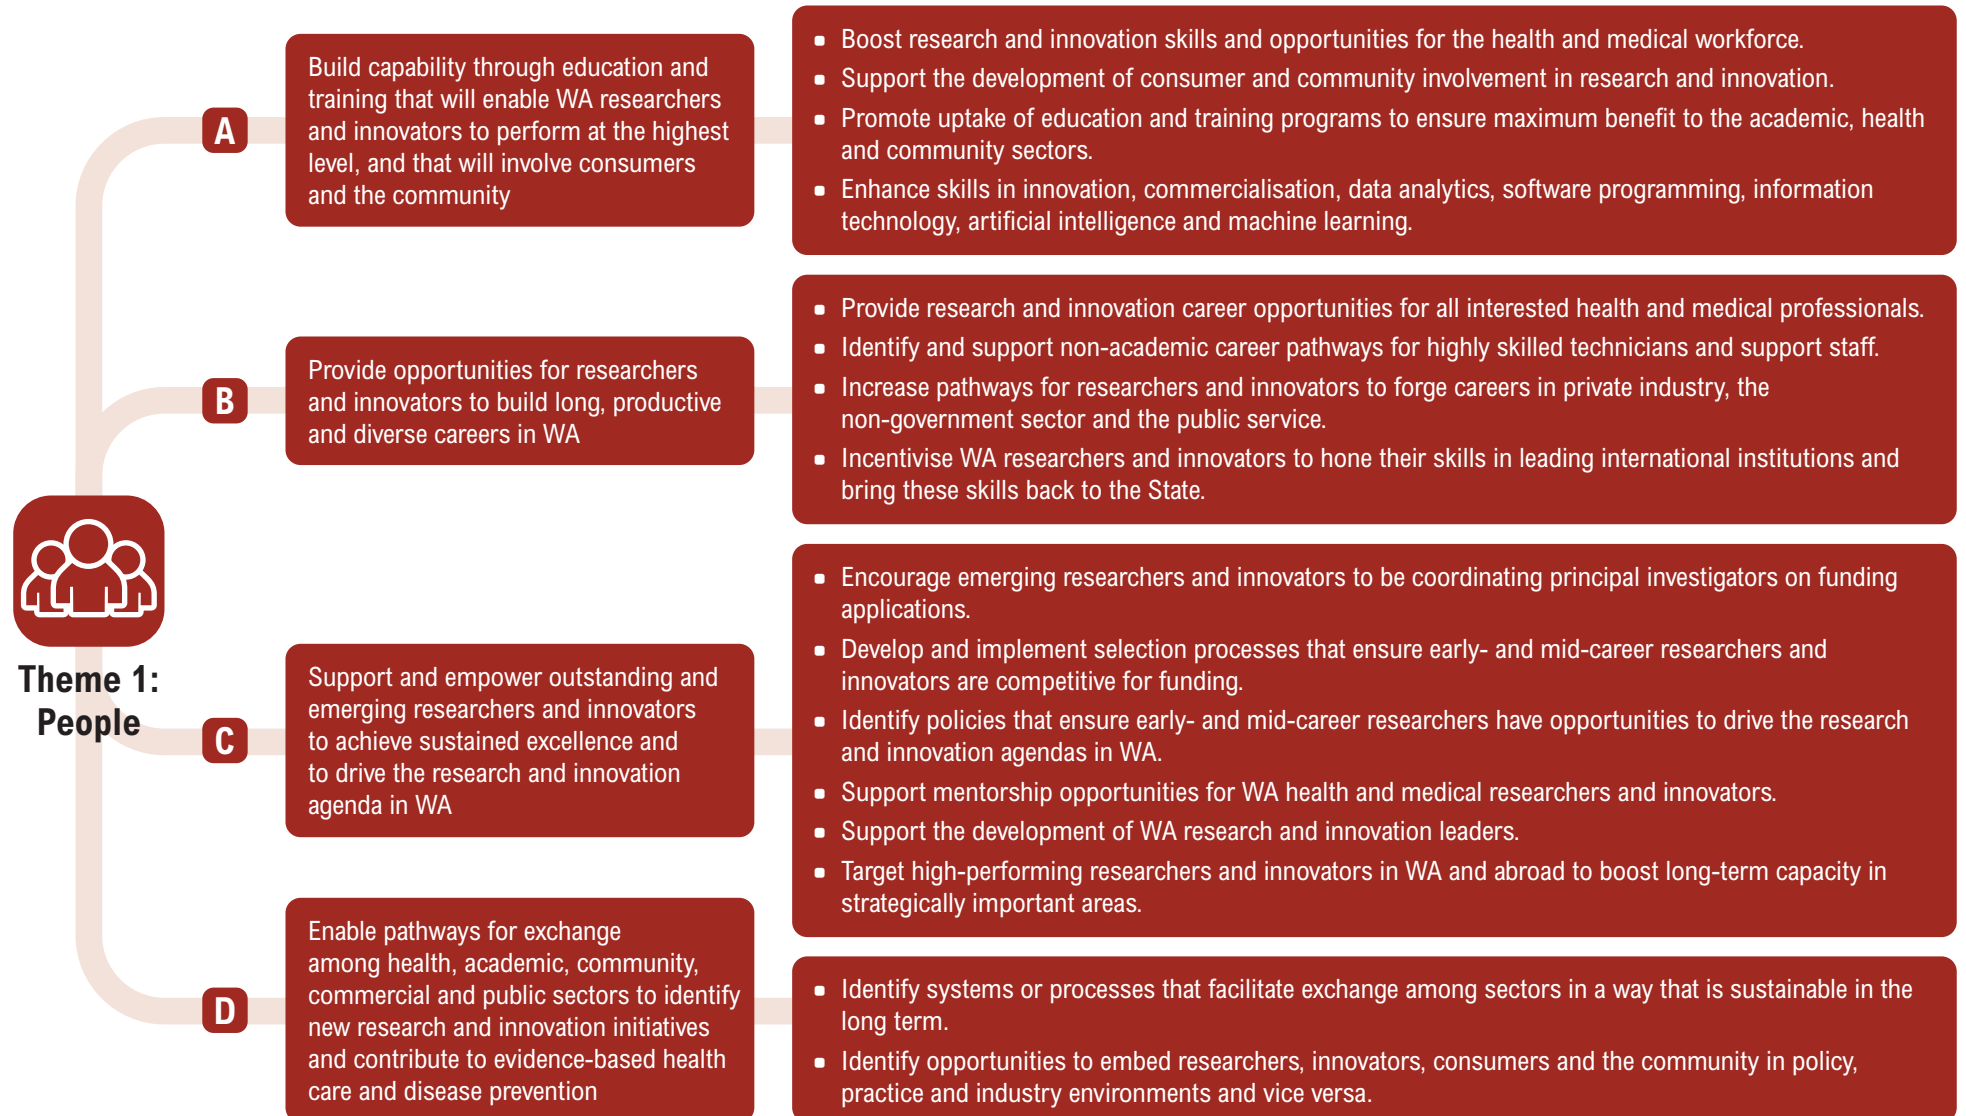 Theme 1:
People
A
Build capability through education and
training that will enable WA researchers
and innovators to perform at the highest
level, and that will involve consumers
and the community
▪ Boost research and innovation skills and opportunities for the health and medical workforce.
▪ Support the development of consumer and community involvement in research and innovation.
▪ Promote uptake of education and training programs to ensure maximum benefit to the academic, health
and community sectors.
▪ Enhance skills in innovation, commercialisation, data analytics, software programming, information
technology, artificial intelligence and machine learning.
B
Provide opportunities for researchers
and innovators to build long, productive
and diverse careers in WA
▪ Provide research and innovation career opportunities for all interested health and medical professionals.
▪ Identify and support non-academic career pathways for highly skilled technicians and support staff.
▪ Increase pathways for researchers and innovators to forge careers in private industry, the
non-government sector and the public service.
▪ Incentivise WA researchers and innovators to hone their skills in leading international institutions and
bring these skills back to the State.
C
Support and empower outstanding and
emerging researchers and innovators
to achieve sustained excellence and
to drive the research and innovation
agenda in WA
▪ Encourage emerging researchers and innovators to be coordinating principal investigators on funding
applications.
▪ Develop and implement selection processes that ensure early- and mid-career researchers and
innovators are competitive for funding.
▪ Identify policies that ensure early- and mid-career researchers have opportunities to drive the research
and innovation agendas in WA.
▪ Support mentorship opportunities for WA health and medical researchers and innovators.
▪ Support the development of WA research and innovation leaders.
▪ Target high-performing researchers and innovators in WA and abroad to boost long-term capacity in
strategically important areas.
D
Enable pathways for exchange
among health, academic, community,
commercial and public sectors to identify
new research and innovation initiatives
and contribute to evidence-based health
care and disease prevention
▪ Identify systems or processes that facilitate exchange among sectors in a way that is sustainable in the
long term.
▪ Identify opportunities to embed researchers, innovators, consumers and the community in policy,
practice and industry environments and vice versa.